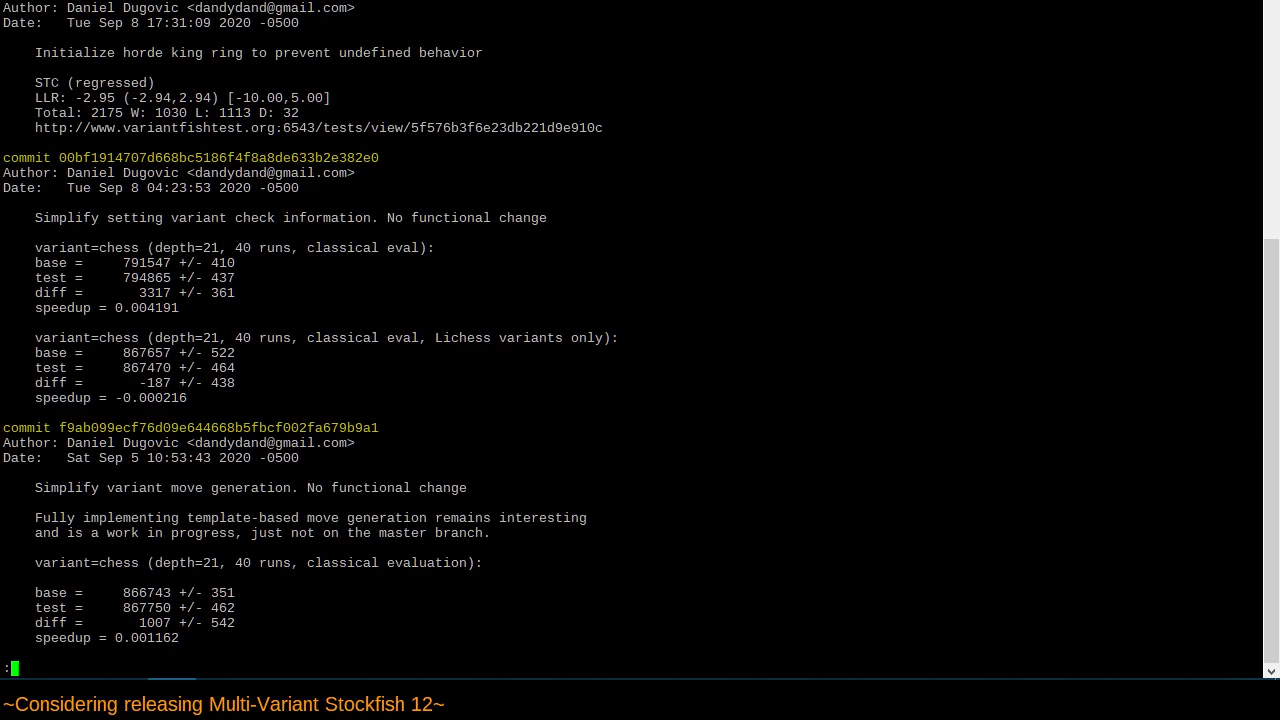 Author: Daniel Dugovic <dandydand@gmail.com>
Date:   Tue Sep 8 17:31:09 2020 -0500
    Initialize horde king ring to prevent undefined behavior
    STC (regressed)
    LLR: -2.95 (-2.94,2.94) [-10.00,5.00]
    Total: 2175 W: 1030 L: 1113 D: 32
    http://www.variantfishtest.org:6543/tests/view/5f576b3f6e23db221d9e910c
commit 00bf1914707d668bc5186f4f8a8de633b2e382e0
Author: Daniel Dugovic <dandydand@gmail.com>
Date:   Tue Sep 8 04:23:53 2020 -0500
    Simplify setting variant check information. No functional change
    variant=chess (depth=21, 40 runs, classical eval):
    base =     791547 +/- 410
    test =     794865 +/- 437
    diff =       3317 +/- 361
    speedup = 0.004191
    variant=chess (depth=21, 40 runs, classical eval, Lichess variants only):
    base =     867657 +/- 522
    test =     867470 +/- 464
    diff =       -187 +/- 438
    speedup = -0.000216
commit f9ab099ecf76d09e644668b5fbcf002fa679b9a1
Author: Daniel Dugovic <dandydand@gmail.com>
Date:   Sat Sep 5 10:53:43 2020 -0500
    Simplify variant move generation. No functional change
    Fully implementing template-based move generation remains interesting
    and is a work in progress, just not on the master branch.
    variant=chess (depth=21, 40 runs, classical evaluation):
    base =     866743 +/- 351
    test =     867750 +/- 462
    diff =       1007 +/- 542
    speedup = 0.001162
:
~Considering releasing Multi-Variant Stockfish 12~